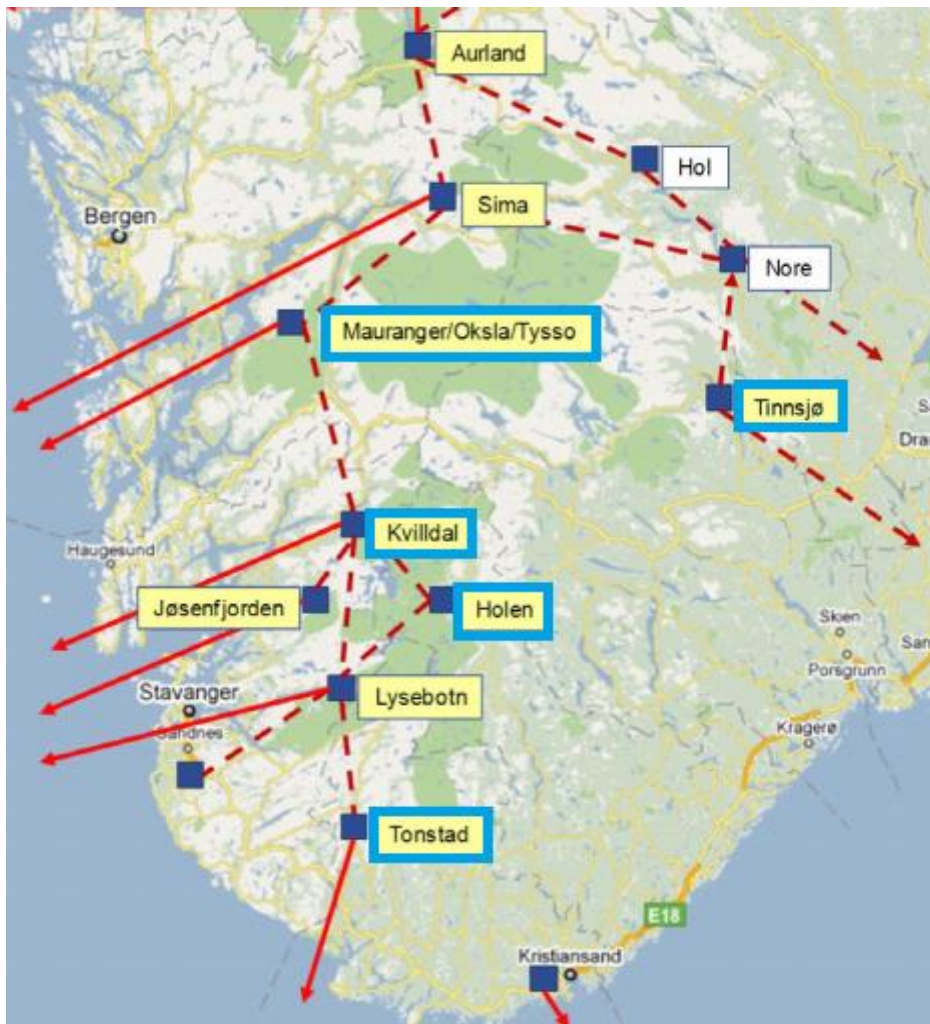 Aurland
Hol
Sima
Bergen
Nore
Mauranger/Oksla/Tysso
Tinnsjø
Kvilldal
Haugesund
Jøsenfjorden
Holen
Skien
Porsgrunn
Stavanger
Lysebotn
Sandnes
Kragerø
Tonstad
E18
Kristiansand